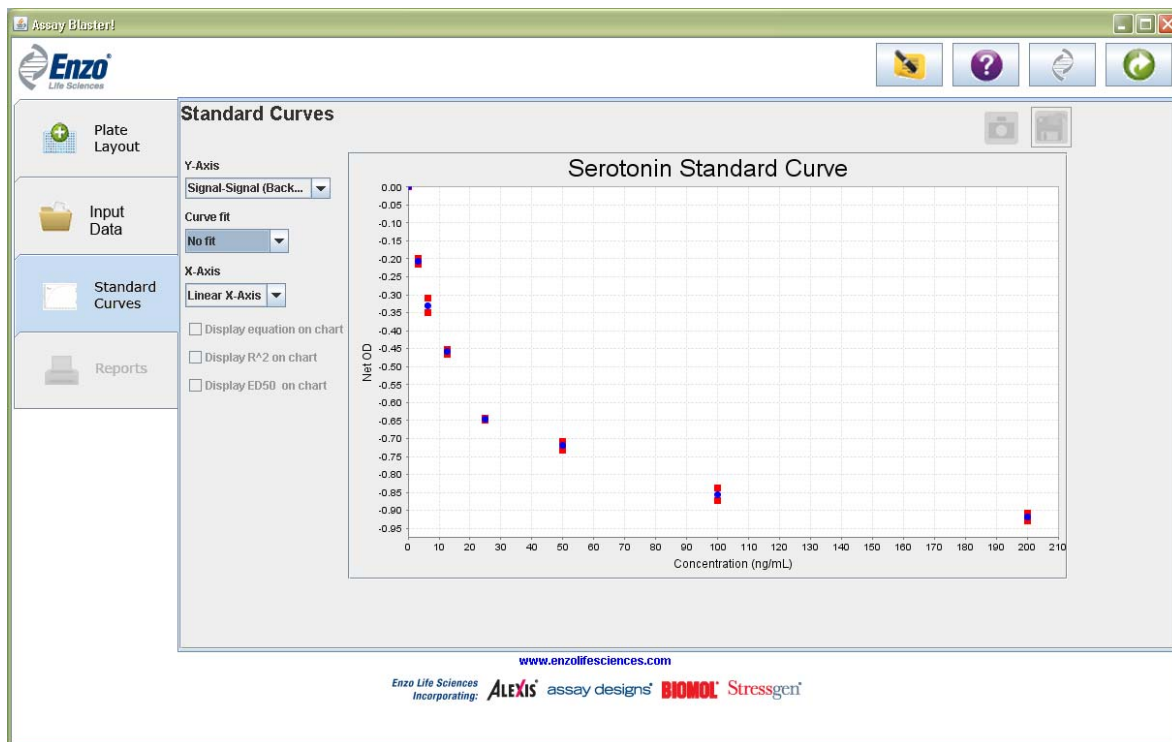 Assay Blaster!
Enzo
Life Sciences
?
Plate
Layout
Input
Data
Standard
Curves
Reports
Standard Curves
Y-Axis
Signal-Signal (Back...
Curve fit
No fit
X-Axis
Linear X-Axis
Display equation on chart
Display R^2 on chart
Display ED50 on chart
Serotonin Standard Curve
Net OD
0.00
-0.05
-0.10
-0.15
-0.20
-0.25
-0.30
-0.35
-0.40
-0.45
-0.50
-0.55
-0.60
-0.65
-0.70
-0.75
-0.80
-0.85
-0.90
-0.95
0 10 20 30 40 50 60 70 80 90 100 110 120 130 140 150 160 170 180 190 200 210
Concentration (ng/mL)
www.enzolifesciences.com
Enzo Life Sciences
Incorporating:
ALEXIS® assay designs® BIOMOL® Stressgen®